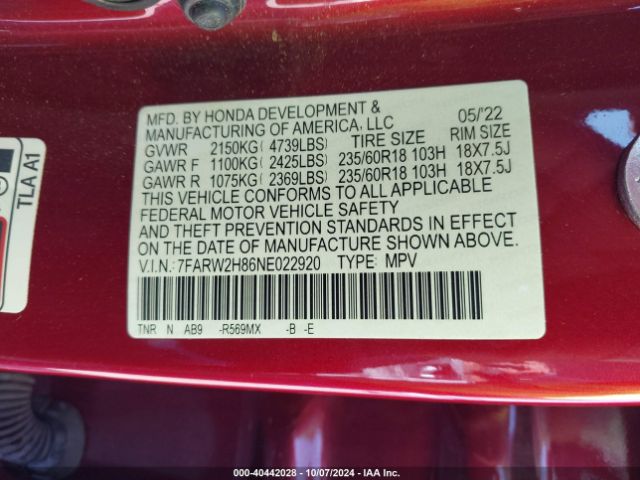 MFD. BY HONDA DEVELOPMENT &
MANUFACTURING OF AMERICA, LLC 05/'22
GVWR 2150KG( 4739LBS) TIRE SIZE RIM SIZE
GAWR F 1100KG( 2425LBS) 235/60R18 103H 18X7.5J
GAWR R 1075KG( 2369LBS) 235/60R18 103H 18X7.5J
THIS VEHICLE CONFORMS TO ALL APPLICABLE
FEDERAL MOTOR VEHICLE SAFETY
AND THEFT PREVENTION STANDARDS IN EFFECT
ON THE DATE OF MANUFACTURE SHOWN ABOVE.
V.I.N.: 7FARW2H86NE022920 TYPE: MPV
TNR N AB9 -R569MX -B -E
TLA A1
000-40442028 - 10/07/2024 - IAA Inc.